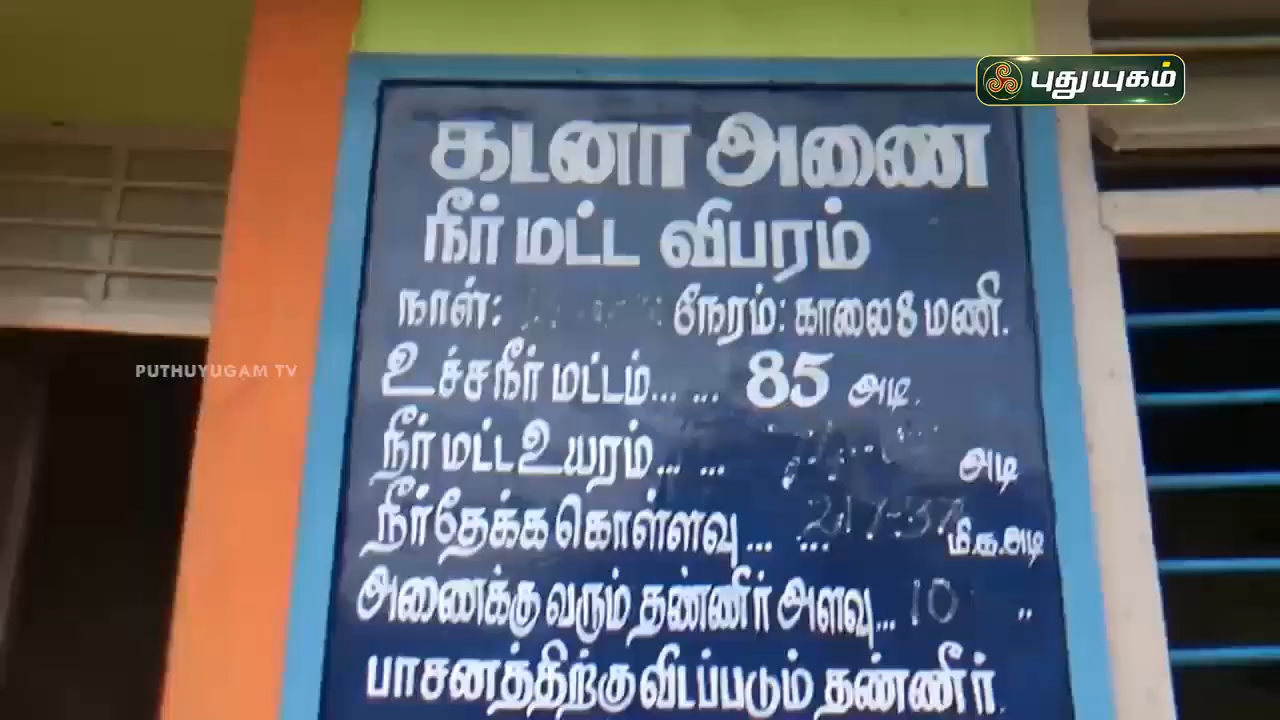 புதுயுகம்
கடனா அணை
நீர் மட்ட விபரம்
நாள்: நேரம்: காலை 8 மணி.
உச்சநீர் மட்டம்... ... 85 அடி.
நீர் மட்ட உயரம்... ... அடி
நீர்தேக்க கொள்ளவு... ... மி.க.அடி
அணைக்கு வரும் தண்ணீர் அளவு... 10 "
பாசனத்திற்கு விடப்படும் தண்ணீர்.
PUTHUYUGAM TV